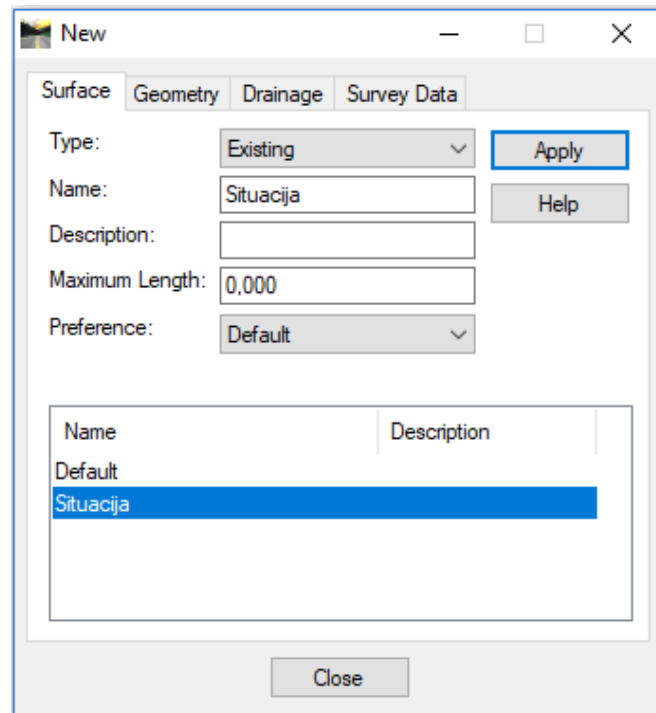 New
Surface Geometry Drainage Survey Data
Type: Existing Apply
Name: Situacija Help
Description:
Maximum Length: 0,000
Preference: Default
Name Description
Default
Situacija
Close